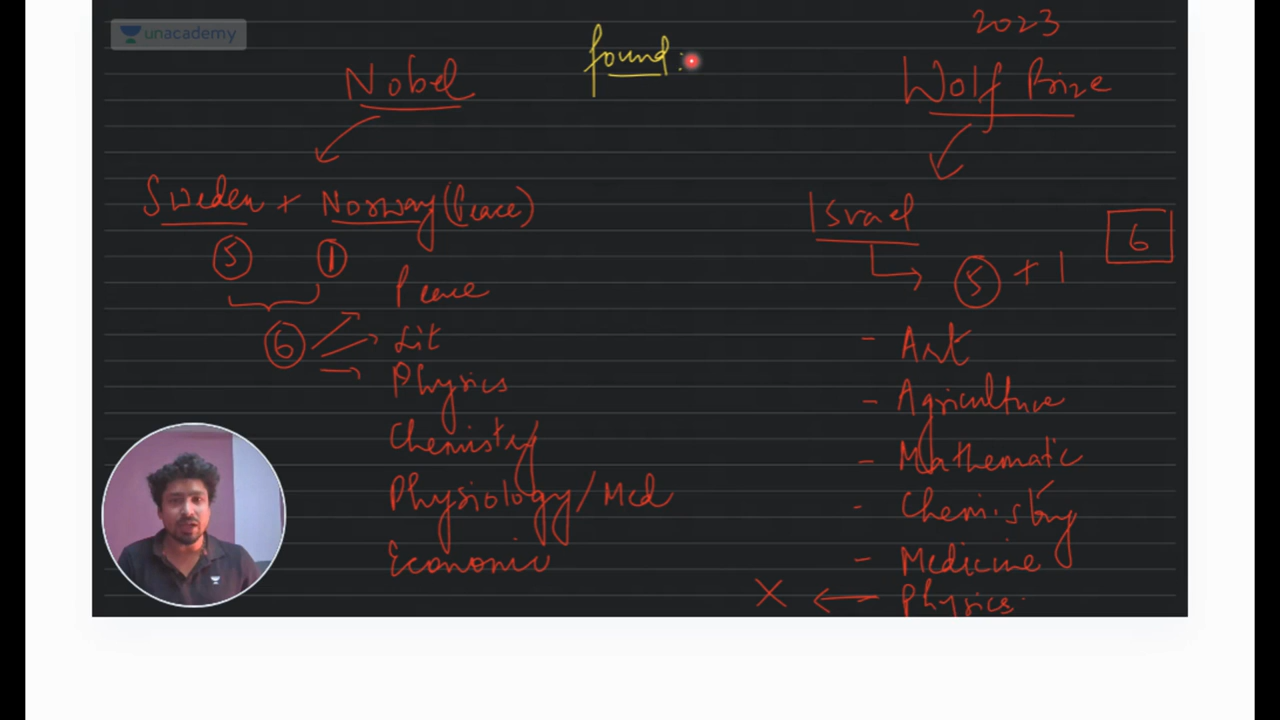 unacademy
found:
2023
Nobel
Wolf Prize
Sweden + Norway (Peace)
5 1
6
Peace
Lit
Physics
Chemistry
Physiology/Med
Economic
Israel
5 + 1
6
- Art
- Agriculture
- Mathematic
- Chemistry
- Medicine
X ← Physics.